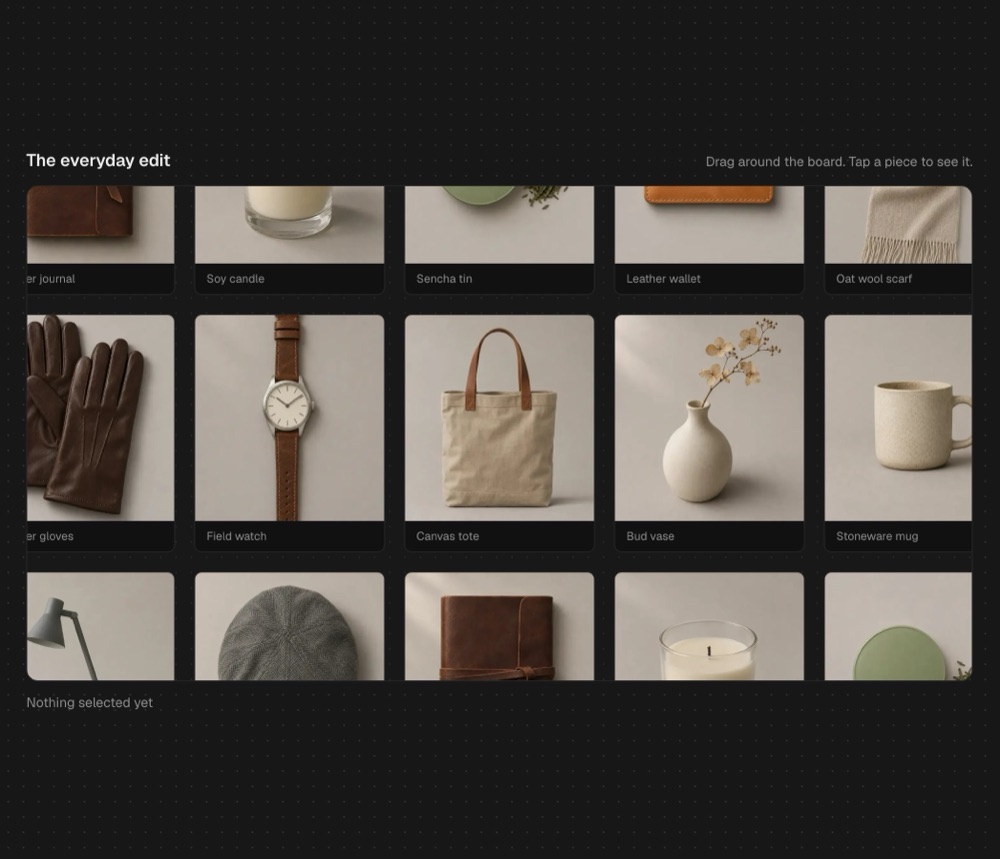 The everyday edit
Drag around the board. Tap a piece to see it.
er journal
Soy candle
Sencha tin
Leather wallet
Oat wool scarf
er gloves
Field watch
Canvas tote
Bud vase
Stoneware mug
Nothing selected yet